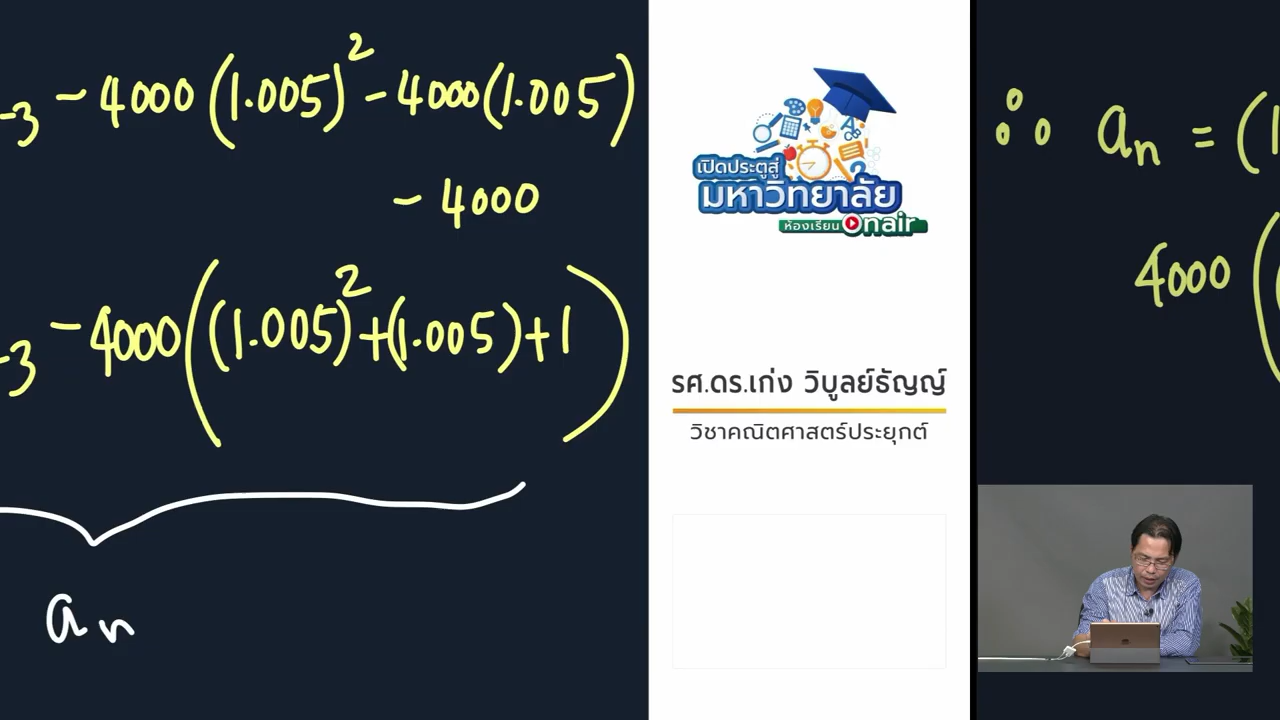 -3 - 4000 (1.005)² - 4000(1.005)
- 4000
-3 - 4000((1.005)²+(1.005)+1)
aₙ
เปิดประตูสู่
มหาวิทยาลัย
ห้องเรียน Onair
รศ.ดร.เก่ง วิบูลย์ธัญญ์
วิชาคณิตศาสตร์ประยุกต์
∴ aₙ = (1
4000 (